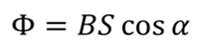 Φ = BS cos α